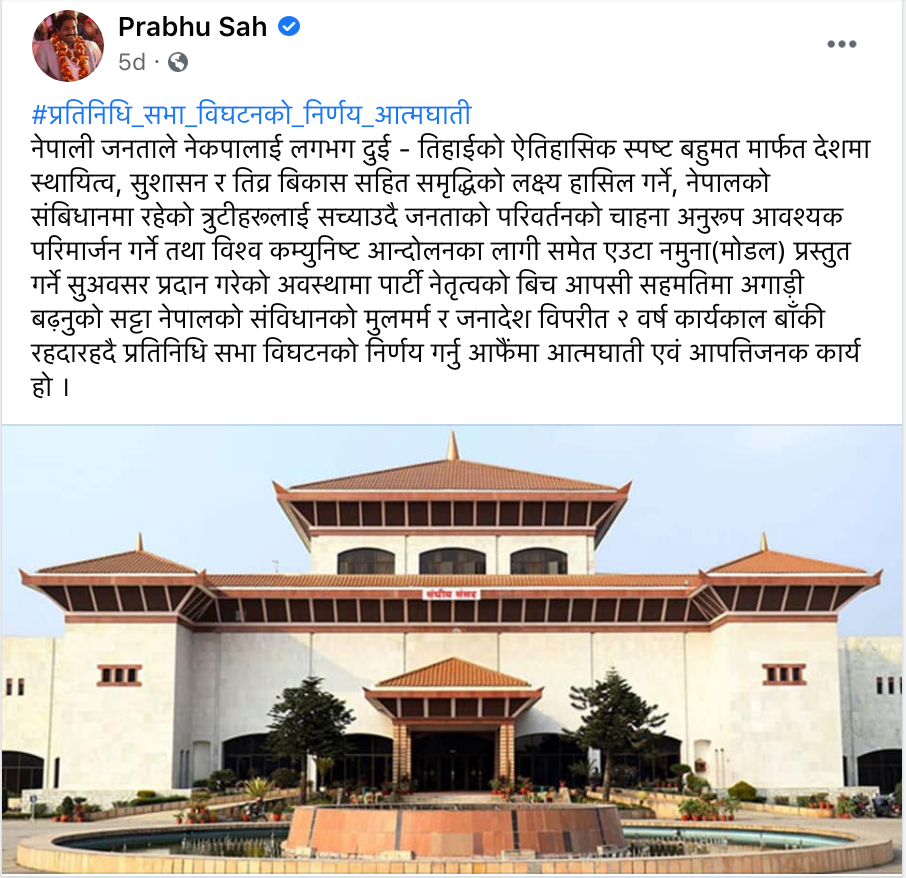 Prabhu Sah
5d ·
#प्रतिनिधि_सभा_विघटनको_निर्णय_आत्मघाती
नेपाली जनताले नेकपालाई लगभग दुई - तिहाईको ऐतिहासिक स्पष्ट बहुमत मार्फत देशमा
स्थायित्व, सुशासन र तिव्र बिकास सहित समृद्धिको लक्ष्य हासिल गर्ने, नेपालको
संबिधानमा रहेको त्रुटीहरूलाई सच्याउदै जनताको परिवर्तनको चाहना अनुरूप आवश्यक
परिमार्जन गर्ने तथा विश्व कम्युनिष्ट आन्दोलनका लागी समेत एउटा नमुना(मोडल) प्रस्तुत
गर्ने सुअवसर प्रदान गरेको अवस्थामा पार्टी नेतृत्वको बिच आपसी सहमतिमा अगाड़ी
बढ़नुको सट्टा नेपालको संविधानको मुलमर्म र जनादेश विपरीत २ वर्ष कार्यकाल बाँकी
रहदारहदै प्रतिनिधि सभा विघटनको निर्णय गर्नु आफैंमा आत्मघाती एवं आपत्तिजनक कार्य
हो ।
संघीय संसद